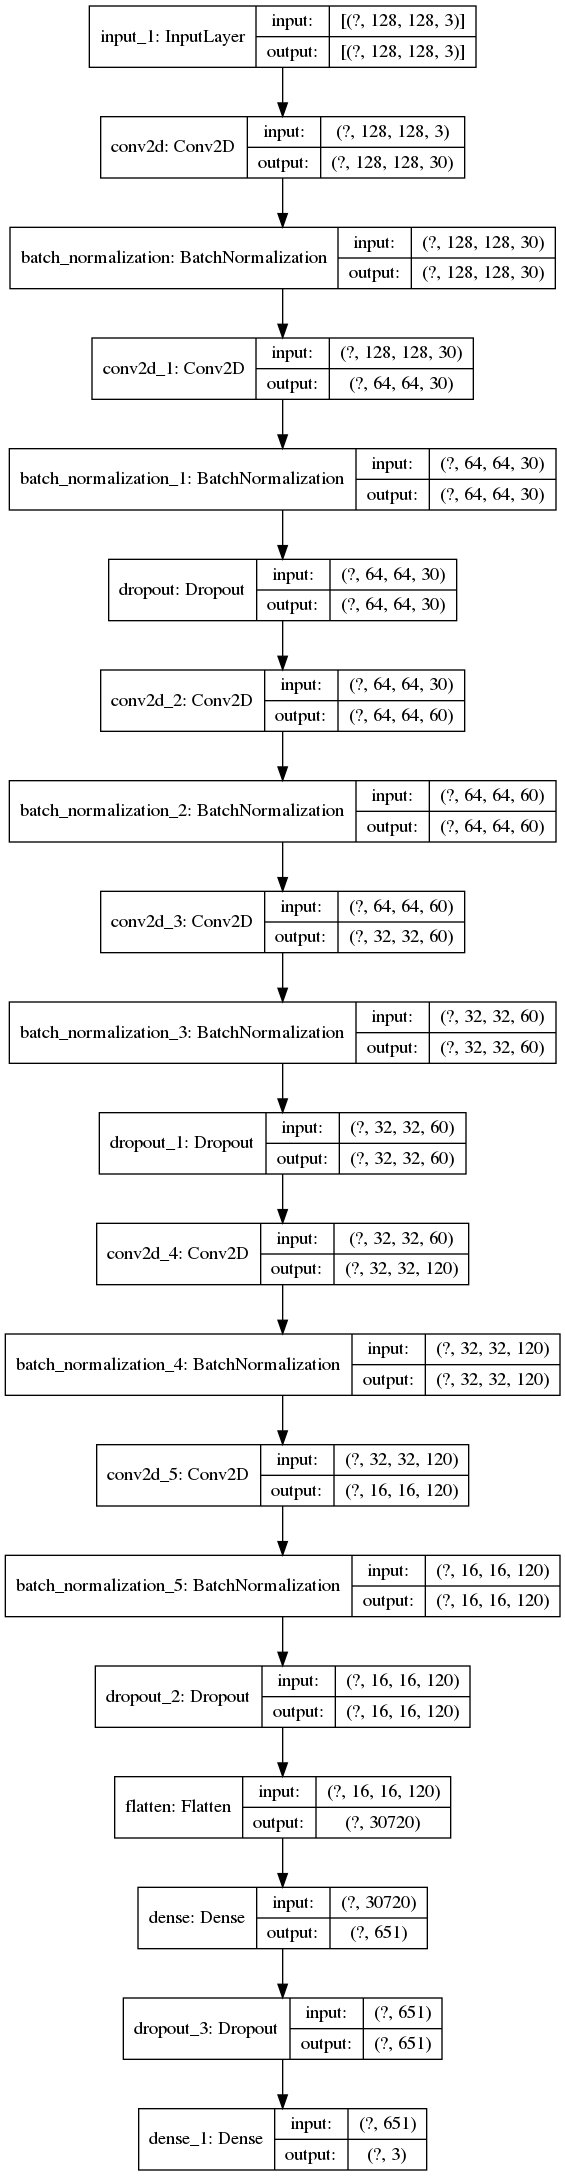 input_1: InputLayer
input:
[(?, 128, 128, 3)]
output:
[(?, 128, 128, 3)]
conv2d: Conv2D
input:
(?, 128, 128, 3)
output:
(?, 128, 128, 30)
batch_normalization: BatchNormalization
input:
(?, 128, 128, 30)
output:
(?, 128, 128, 30)
conv2d_1: Conv2D
input:
(?, 128, 128, 30)
output:
(?, 64, 64, 30)
batch_normalization_1: BatchNormalization
input:
(?, 64, 64, 30)
output:
(?, 64, 64, 30)
dropout: Dropout
input:
(?, 64, 64, 30)
output:
(?, 64, 64, 30)
conv2d_2: Conv2D
input:
(?, 64, 64, 30)
output:
(?, 64, 64, 60)
batch_normalization_2: BatchNormalization
input:
(?, 64, 64, 60)
output:
(?, 64, 64, 60)
conv2d_3: Conv2D
input:
(?, 64, 64, 60)
output:
(?, 32, 32, 60)
batch_normalization_3: BatchNormalization
input:
(?, 32, 32, 60)
output:
(?, 32, 32, 60)
dropout_1: Dropout
input:
(?, 32, 32, 60)
output:
(?, 32, 32, 60)
conv2d_4: Conv2D
input:
(?, 32, 32, 60)
output:
(?, 32, 32, 120)
batch_normalization_4: BatchNormalization
input:
(?, 32, 32, 120)
output:
(?, 32, 32, 120)
conv2d_5: Conv2D
input:
(?, 32, 32, 120)
output:
(?, 16, 16, 120)
batch_normalization_5: BatchNormalization
input:
(?, 16, 16, 120)
output:
(?, 16, 16, 120)
dropout_2: Dropout
input:
(?, 16, 16, 120)
output:
(?, 16, 16, 120)
flatten: Flatten
input:
(?, 16, 16, 120)
output:
(?, 30720)
dense: Dense
input:
(?, 30720)
output:
(?, 651)
dropout_3: Dropout
input:
(?, 651)
output:
(?, 651)
dense_1: Dense
input:
(?, 651)
output:
(?, 3)